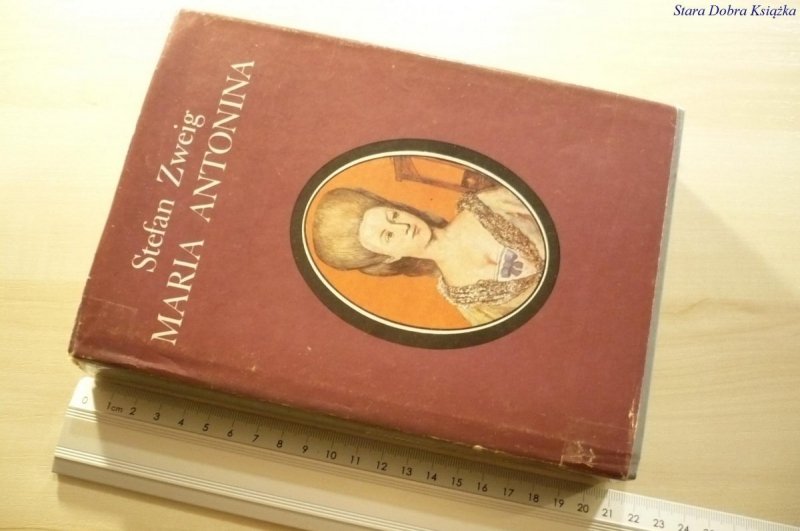 Stara Dobra Książka
Stefan Zweig
MARIA ANTONINA
0 1cm 2 3 4 5 6 7 8 9 10 11 12 13 14 15 16 17 18 19 20 21 22 23 24